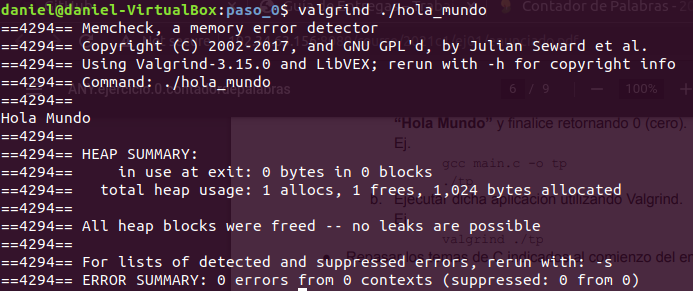 daniel@daniel-VirtualBox:paso_0$ valgrind ./hola_mundo
==4294== Memcheck, a memory error detector
==4294== Copyright (C) 2002-2017, and GNU GPL'd, by Julian Seward et al.
==4294== Using Valgrind-3.15.0 and LibVEX; rerun with -h for copyright info
==4294== Command: ./hola_mundo
==4294==
Hola Mundo
==4294==
==4294== HEAP SUMMARY:
==4294==     in use at exit: 0 bytes in 0 blocks
==4294==   total heap usage: 1 allocs, 1 frees, 1,024 bytes allocated
==4294==
==4294== All heap blocks were freed -- no leaks are possible
==4294==
==4294== For lists of detected and suppressed errors, rerun with: -s
==4294== ERROR SUMMARY: 0 errors from 0 contexts (suppressed: 0 from 0)
Contador de Palabras -
6 / 9
100%
"Hola Mundo" y finalice retornando 0 (cero).
Ej.
gcc main.c -o tp
./tp
b. Ejecutar dicha aplicación utilizando Valgrind.
valgrind ./tp